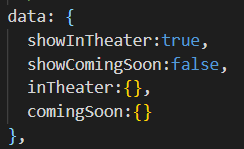 data: {
showInTheater:true,
showComingSoon:false,
inTheater:{},
comingSoon:{}
},